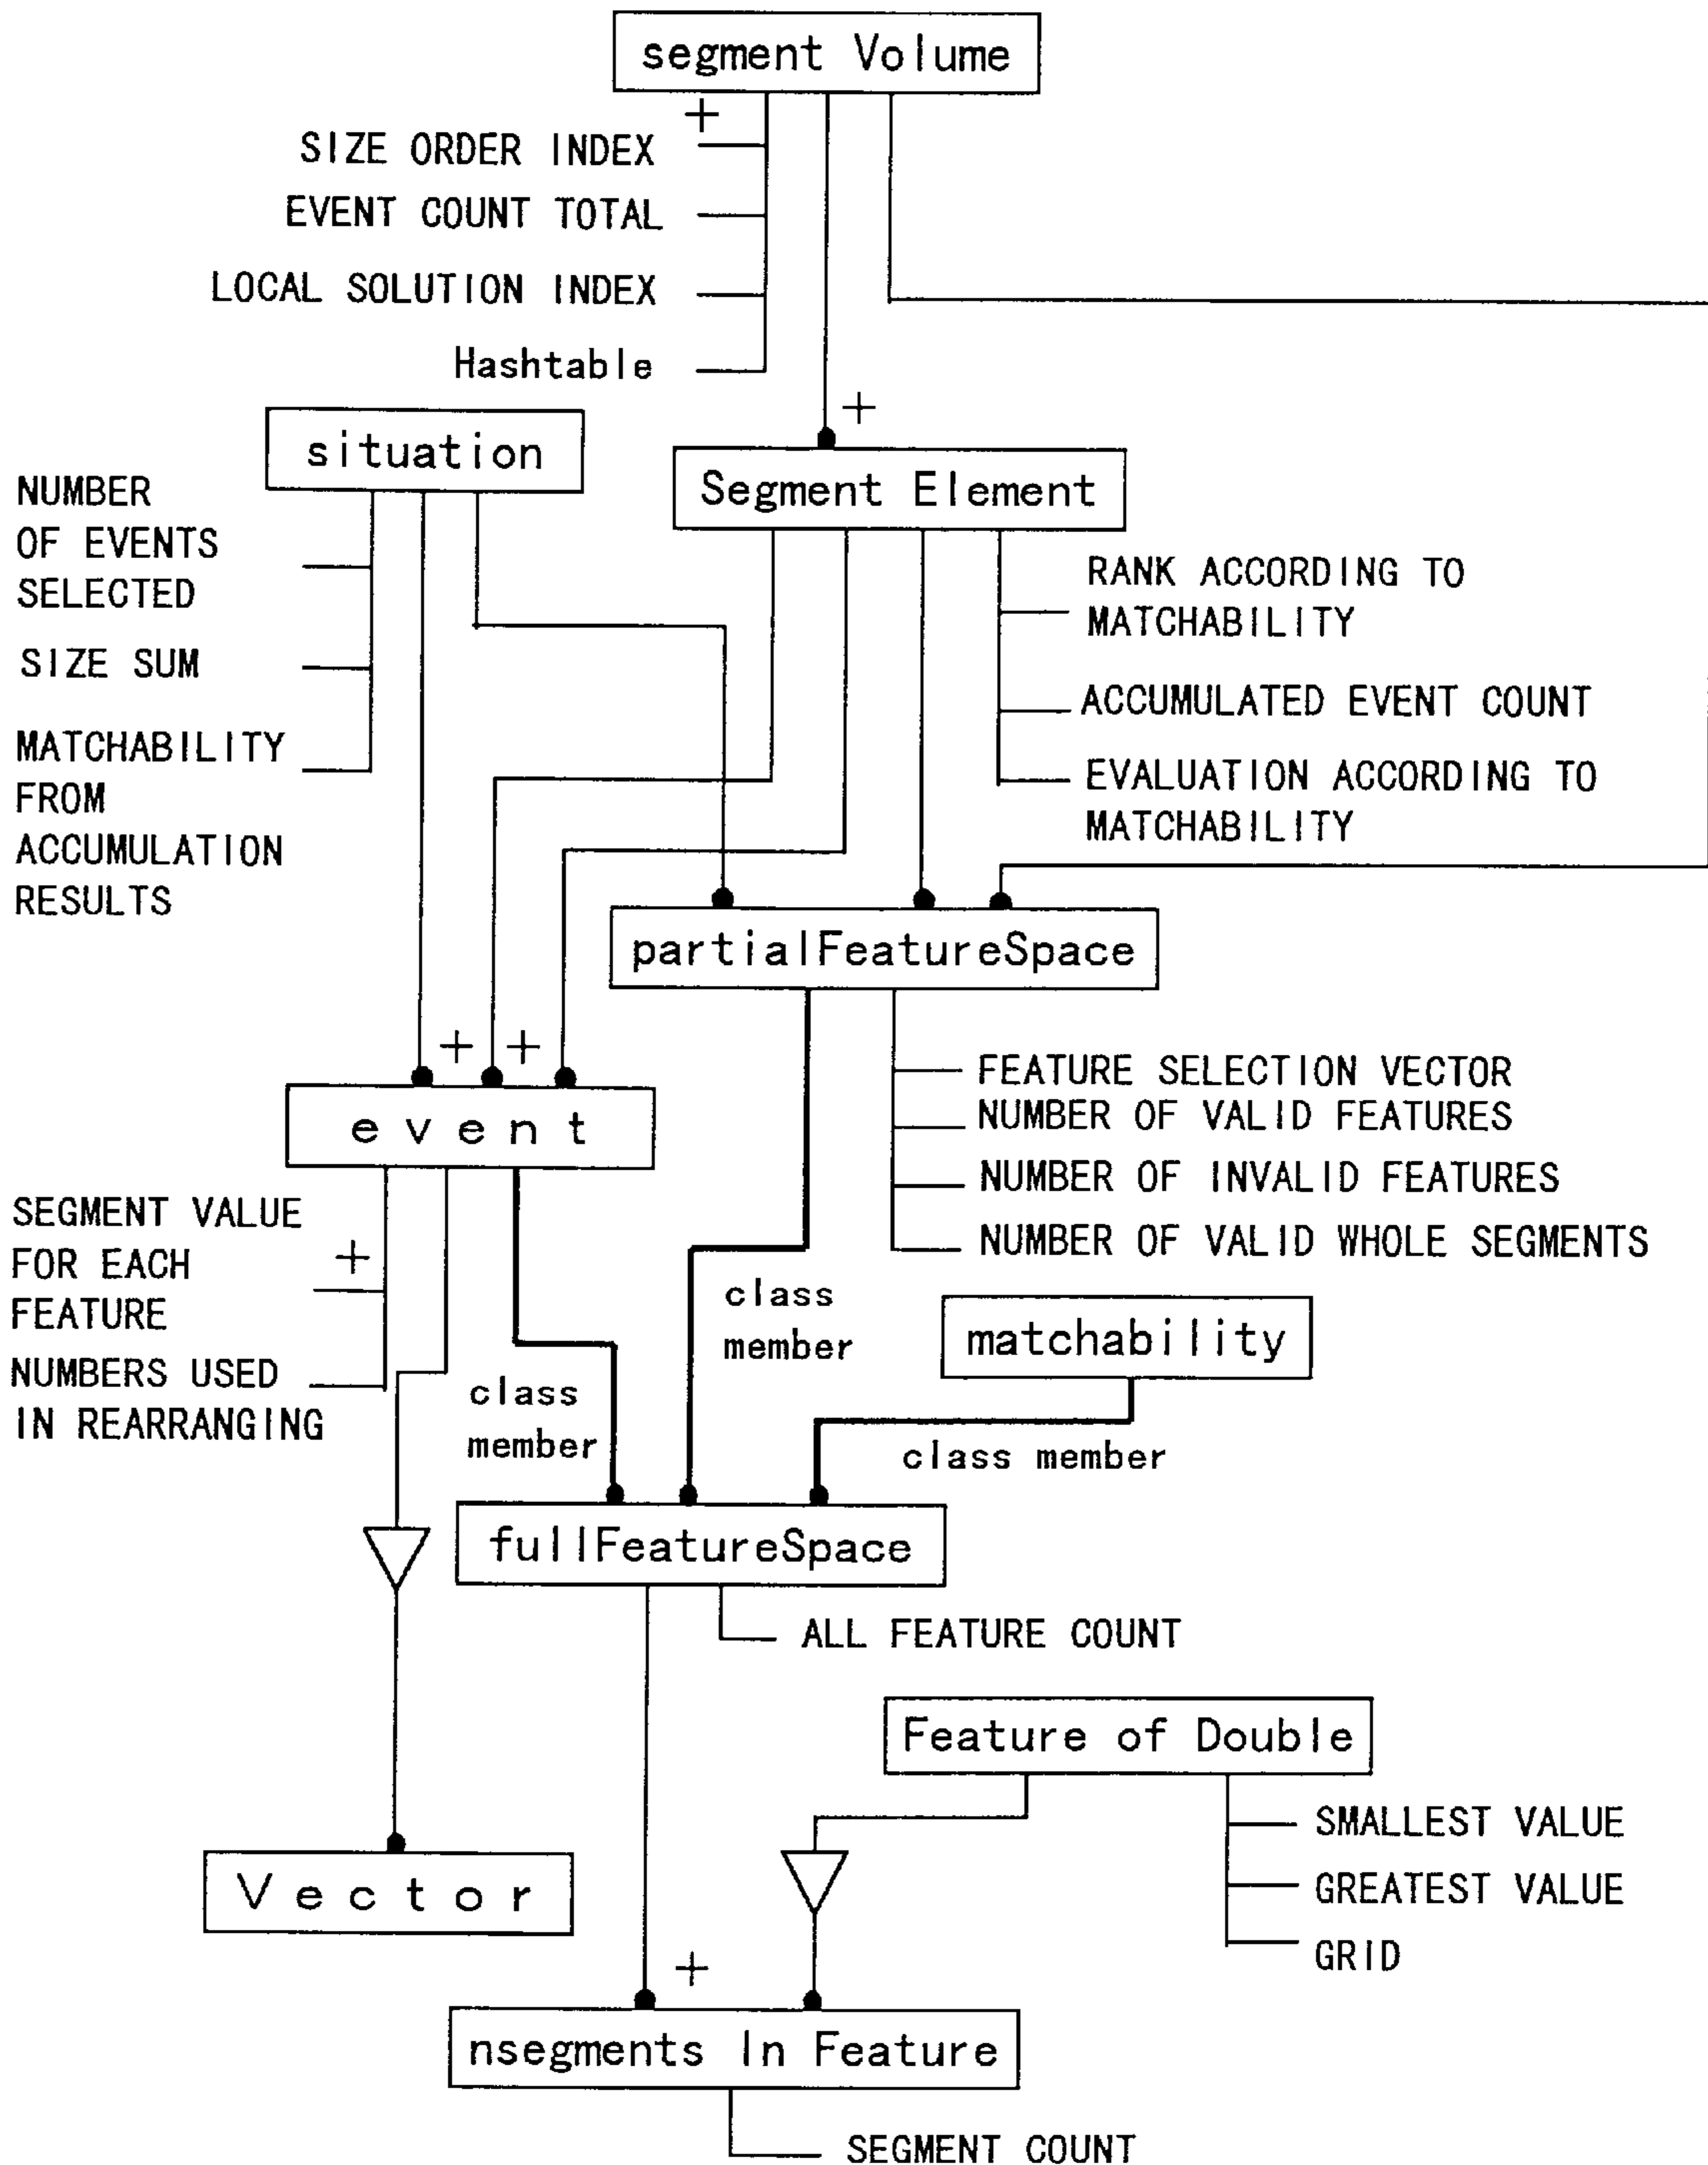 segment Volume
+
SIZE ORDER INDEX
EVENT COUNT TOTAL
LOCAL SOLUTION INDEX
Hashtable
+
situation
Segment Element
NUMBER
OF EVENTS
SELECTED
SIZE SUM
MATCHABILITY
FROM
ACCUMULATION
RESULTS
RANK ACCORDING TO
MATCHABILITY
ACCUMULATED EVENT COUNT
EVALUATION ACCORDING TO
MATCHABILITY
partialFeatureSpace
+ +
event
FEATURE SELECTION VECTOR
NUMBER OF VALID FEATURES
NUMBER OF INVALID FEATURES
NUMBER OF VALID WHOLE SEGMENTS
SEGMENT VALUE
FOR EACH
FEATURE
+
NUMBERS USED
IN REARRANGING
class
member
class
member
matchability
class member
fullFeatureSpace
ALL FEATURE COUNT
Feature of Double
SMALLEST VALUE
GREATEST VALUE
GRID
Vector
+
nsegments In Feature
SEGMENT COUNT